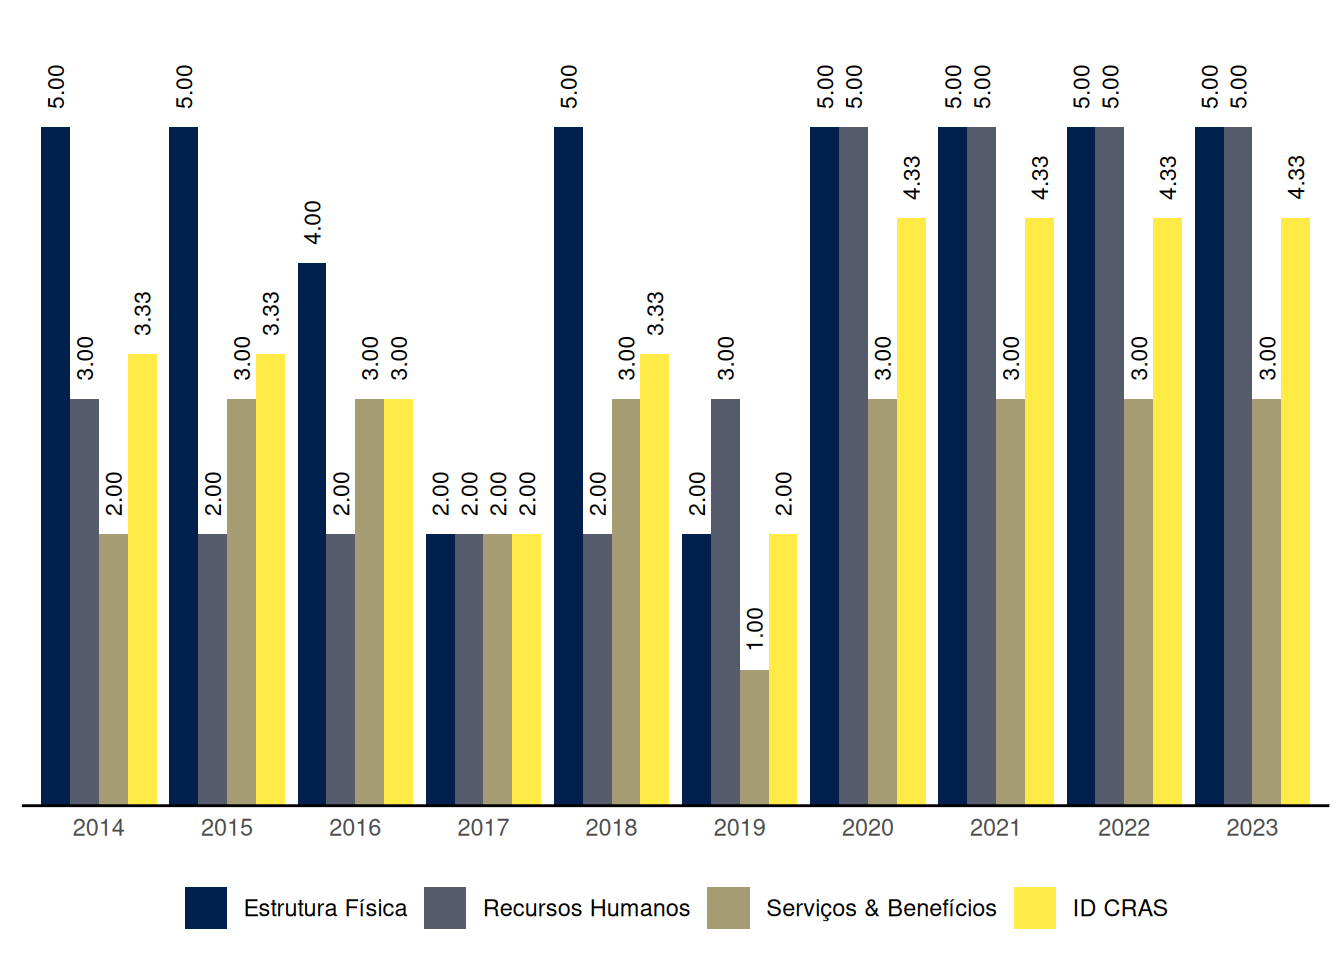 5.00 3.00 2.00 3.33 5.00 2.00 3.00 3.33 4.00 2.00 3.00 3.00 2.00 2.00 2.00 2.00 5.00 2.00 3.00 3.33 2.00 3.00 1.00 2.00 5.00 5.00 3.00 4.33 5.00 5.00 3.00 4.33 5.00 5.00 3.00 4.33 5.00 5.00 3.00 4.33
2014 2015 2016 2017 2018 2019 2020 2021 2022 2023
Estrutura Física Recursos Humanos Serviços & Benefícios ID CRAS